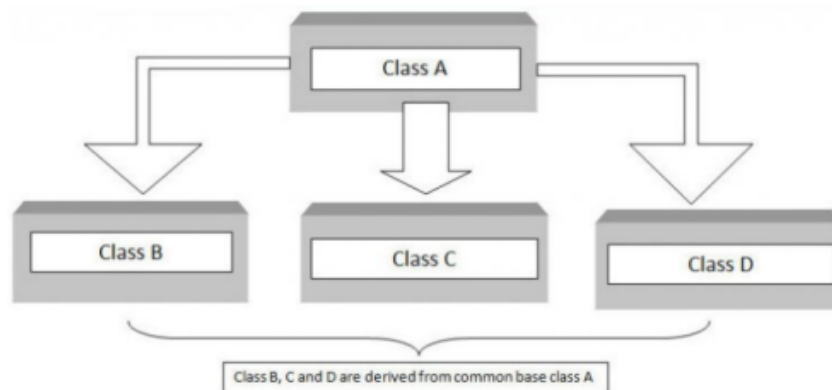 Class A
Class B
Class C
Class D
Class B, C and D are derived from common base class A